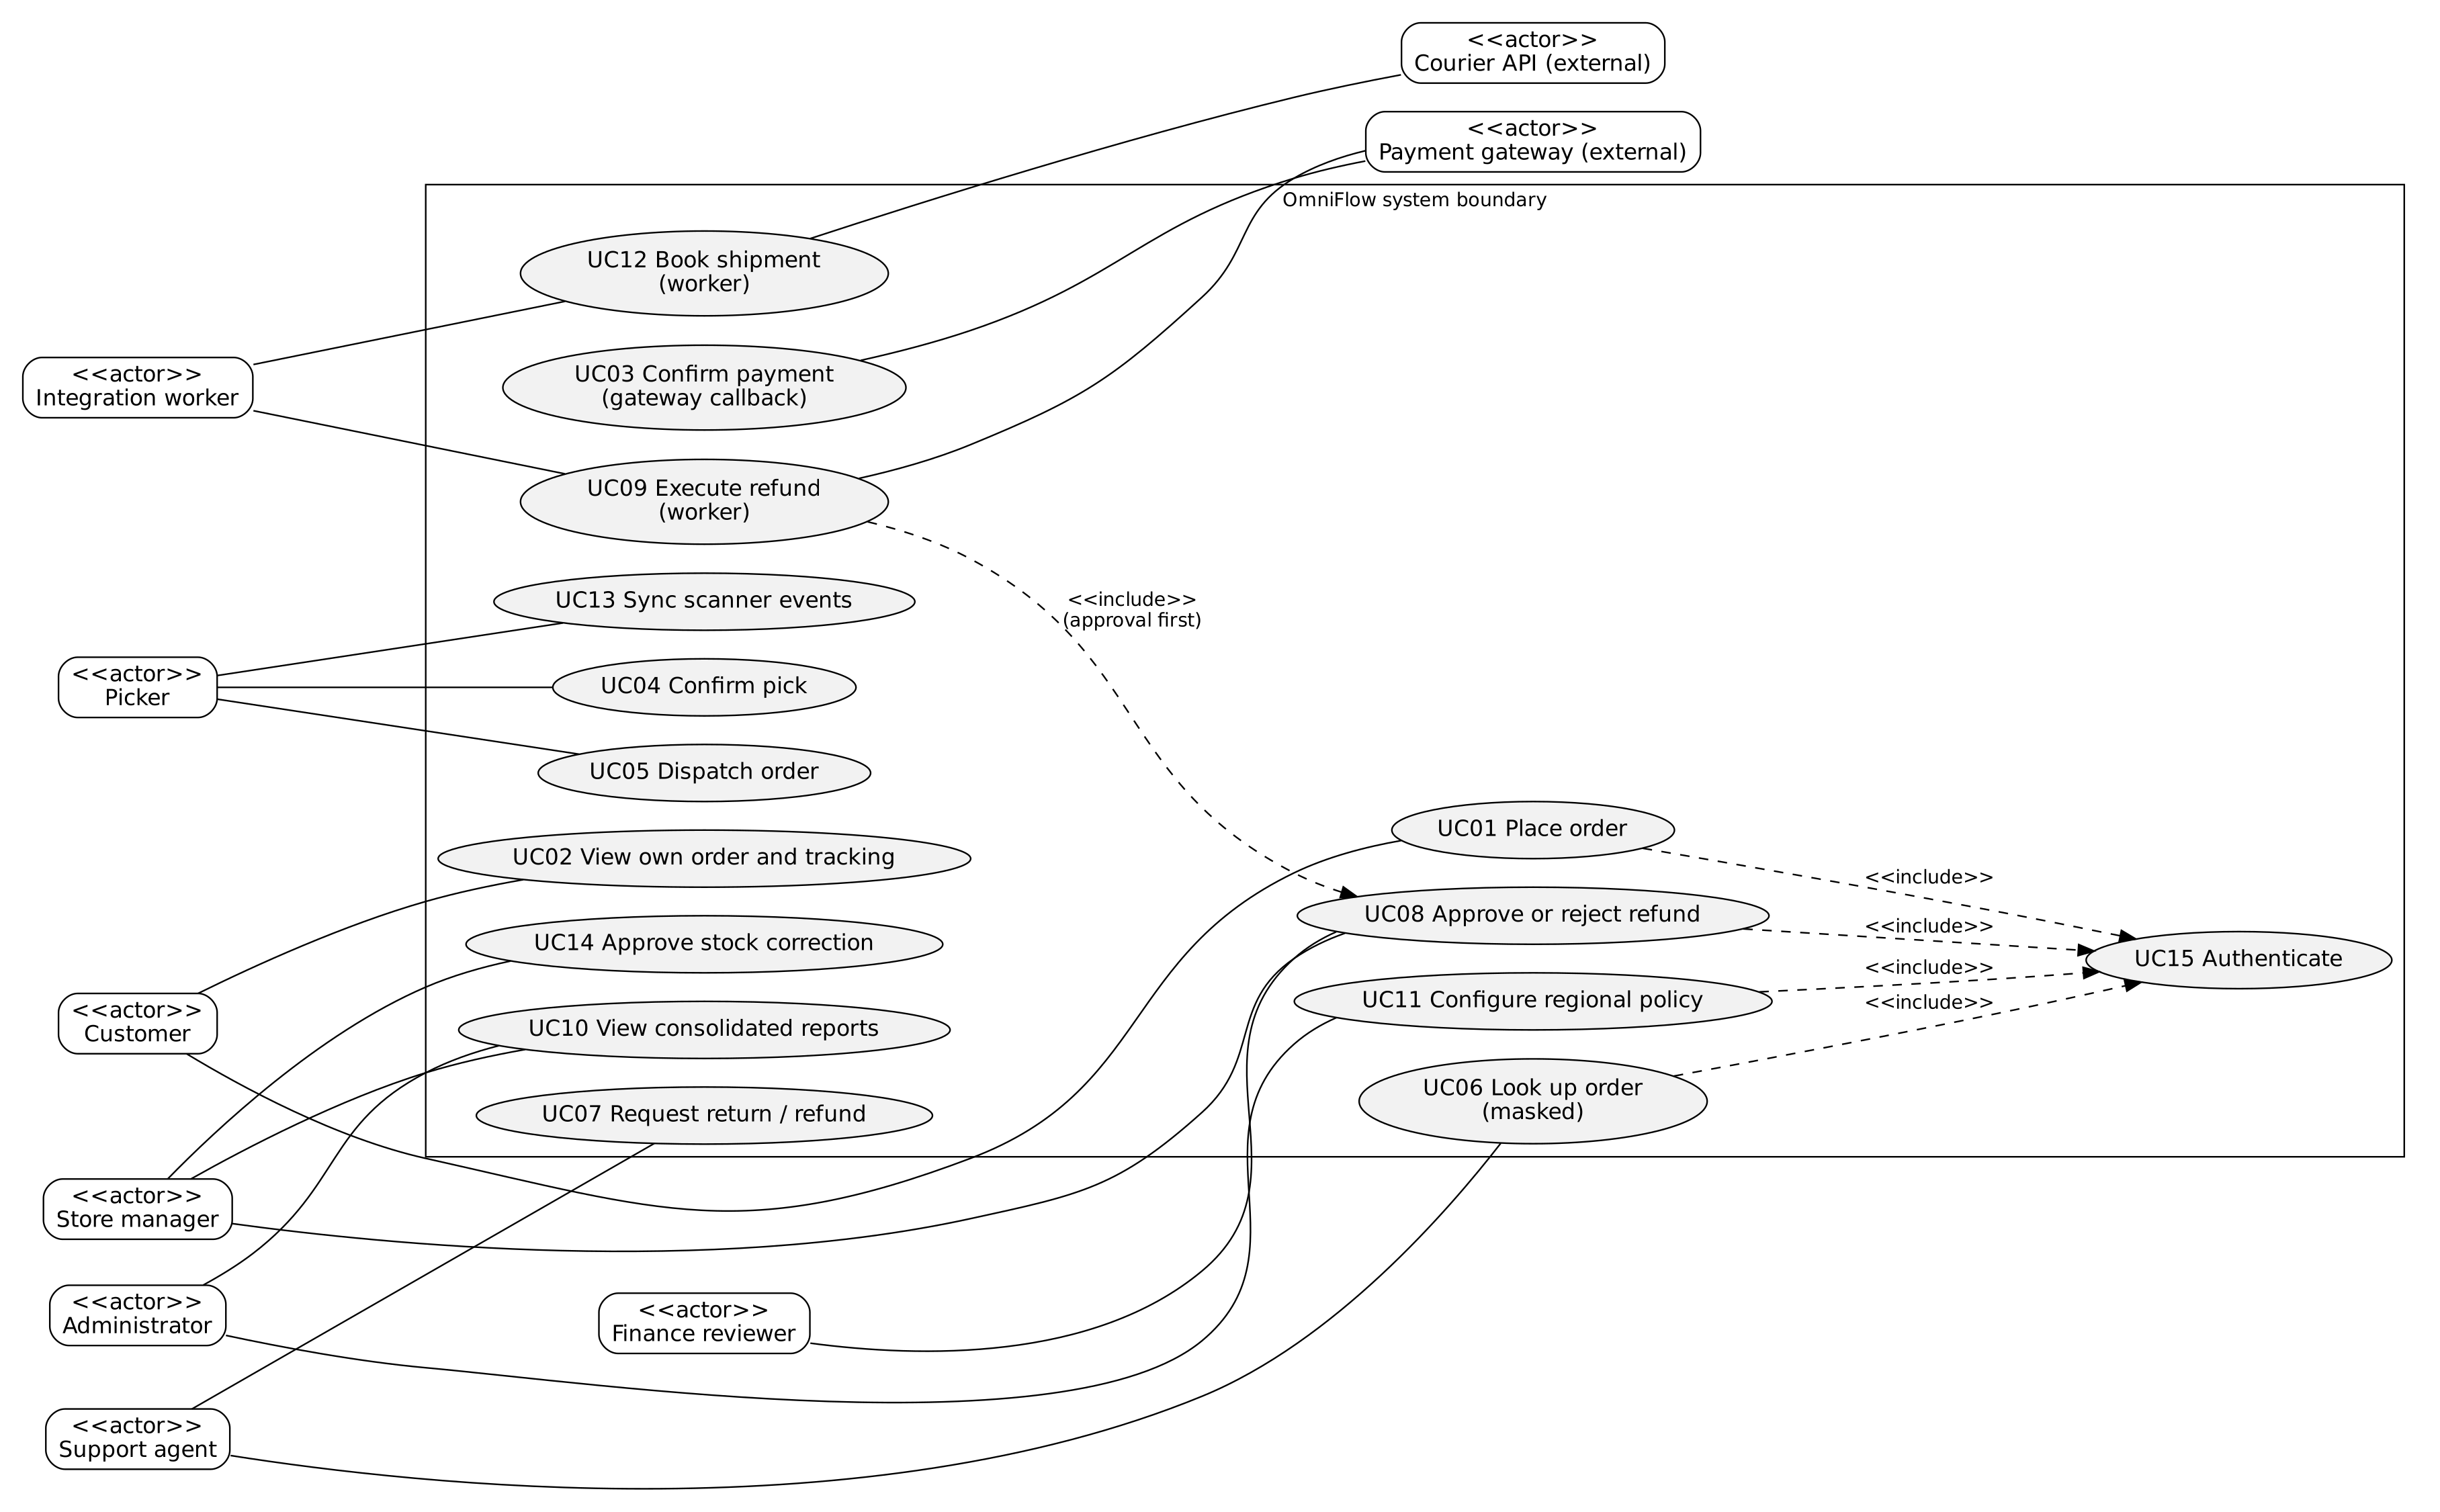 <<actor>>
Courier API (external)
<<actor>>
Payment gateway (external)
OmniFlow system boundary
UC12 Book shipment
(worker)
<<actor>>
Integration worker
UC03 Confirm payment
(gateway callback)
UC09 Execute refund
(worker)
<<include>>
(approval first)
UC13 Sync scanner events
<<actor>>
Picker
UC04 Confirm pick
UC05 Dispatch order
UC01 Place order
UC02 View own order and tracking
<<include>>
UC08 Approve or reject refund
<<include>>
UC14 Approve stock correction
UC15 Authenticate
<<include>>
UC11 Configure regional policy
<<include>>
<<actor>>
Customer
UC10 View consolidated reports
UC06 Look up order
(masked)
UC07 Request return / refund
<<actor>>
Store manager
<<actor>>
Administrator
<<actor>>
Finance reviewer
<<actor>>
Support agent